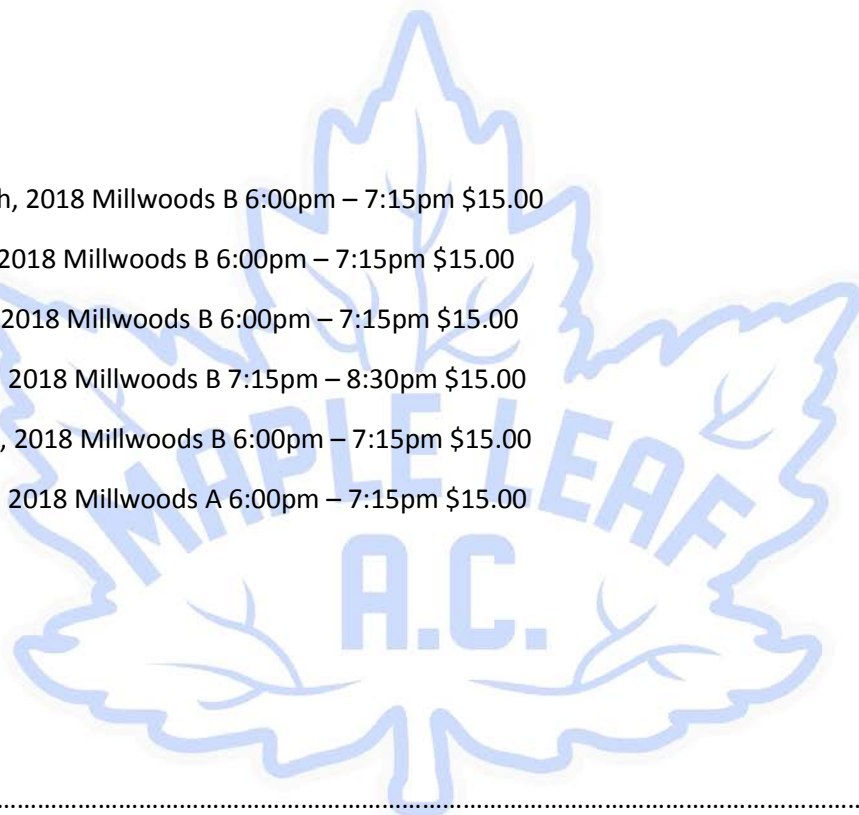 h, 2018 Millwoods B 6:00pm – 7:15pm $15.00
2018 Millwoods B 6:00pm – 7:15pm $15.00
2018 Millwoods B 6:00pm – 7:15pm $15.00
2018 Millwoods B 7:15pm – 8:30pm $15.00
, 2018 Millwoods B 6:00pm – 7:15pm $15.00
2018 Millwoods A 6:00pm – 7:15pm $15.00
MAPLE LEAF
A.C.